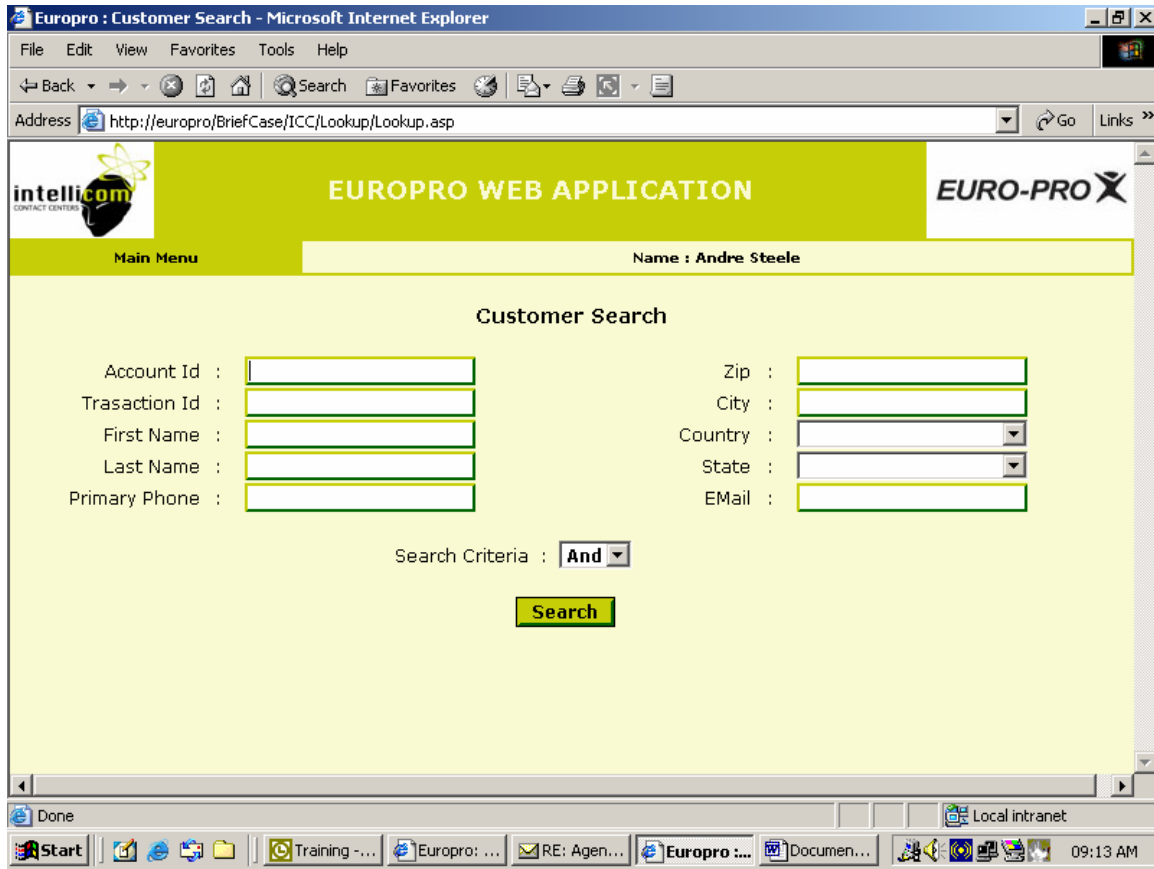 Europro : Customer Search - Microsoft Internet Explorer
File Edit View Favorites Tools Help
Back Search Favorites
Address http://europro/BriefCase/ICC/Lookup/Lookup.asp Go Links »
intellicom
CONTACT CENTERS
EUROPRO WEB APPLICATION
EURO-PRO
Main Menu Name : Andre Steele
Customer Search
Account Id : Zip :
Trasaction Id : City :
First Name : Country :
Last Name : State :
Primary Phone : EMail :
Search Criteria : And
Search
Done Local intranet
Start Training -... Europro: ... RE: Agen... Europro :... Documen... 09:13 AM